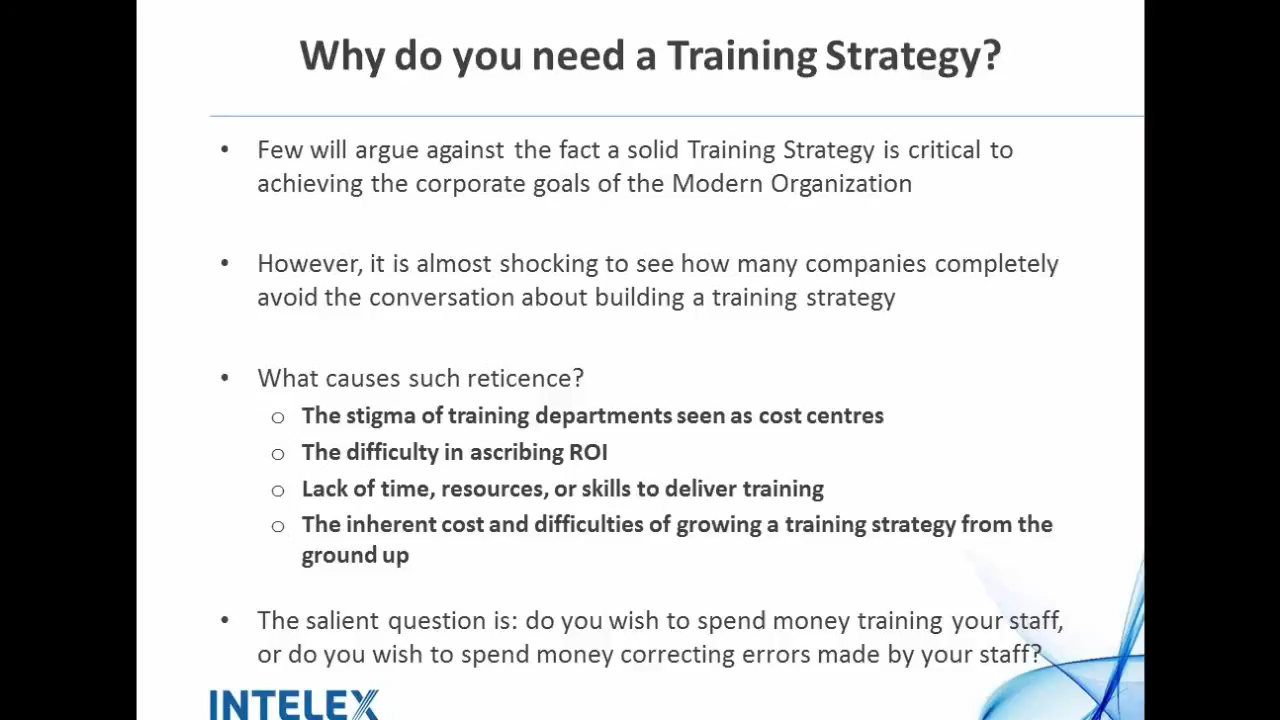 Why do you need a Training Strategy?
• Few will argue against the fact a solid Training Strategy is critical to
achieving the corporate goals of the Modern Organization
• However, it is almost shocking to see how many companies completely
avoid the conversation about building a training strategy
• What causes such reticence?
o The stigma of training departments seen as cost centres
o The difficulty in ascribing ROI
o Lack of time, resources, or skills to deliver training
o The inherent cost and difficulties of growing a training strategy from the
ground up
• The salient question is: do you wish to spend money training your staff,
or do you wish to spend money correcting errors made by your staff?
INTELEX